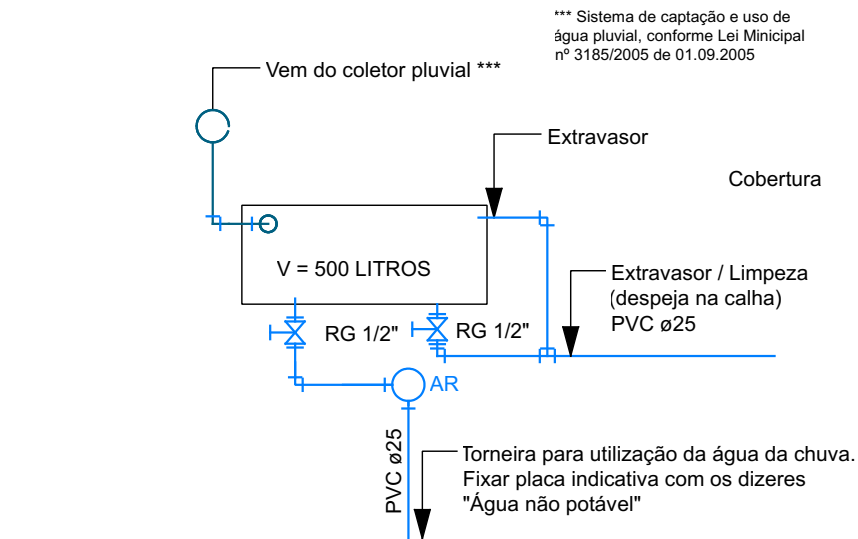 *** Sistema de captação e uso de
água pluvial, conforme Lei Minicipal
nº 3185/2005 de 01.09.2005
Vem do coletor pluvial ***
Extravasor
Cobertura
V = 500 LITROS
Extravasor / Limpeza
(despeja na calha)
PVC ø25
RG 1/2"
RG 1/2"
AR
PVC ø25
Torneira para utilização da água da chuva.
Fixar placa indicativa com os dizeres
"Água não potável"